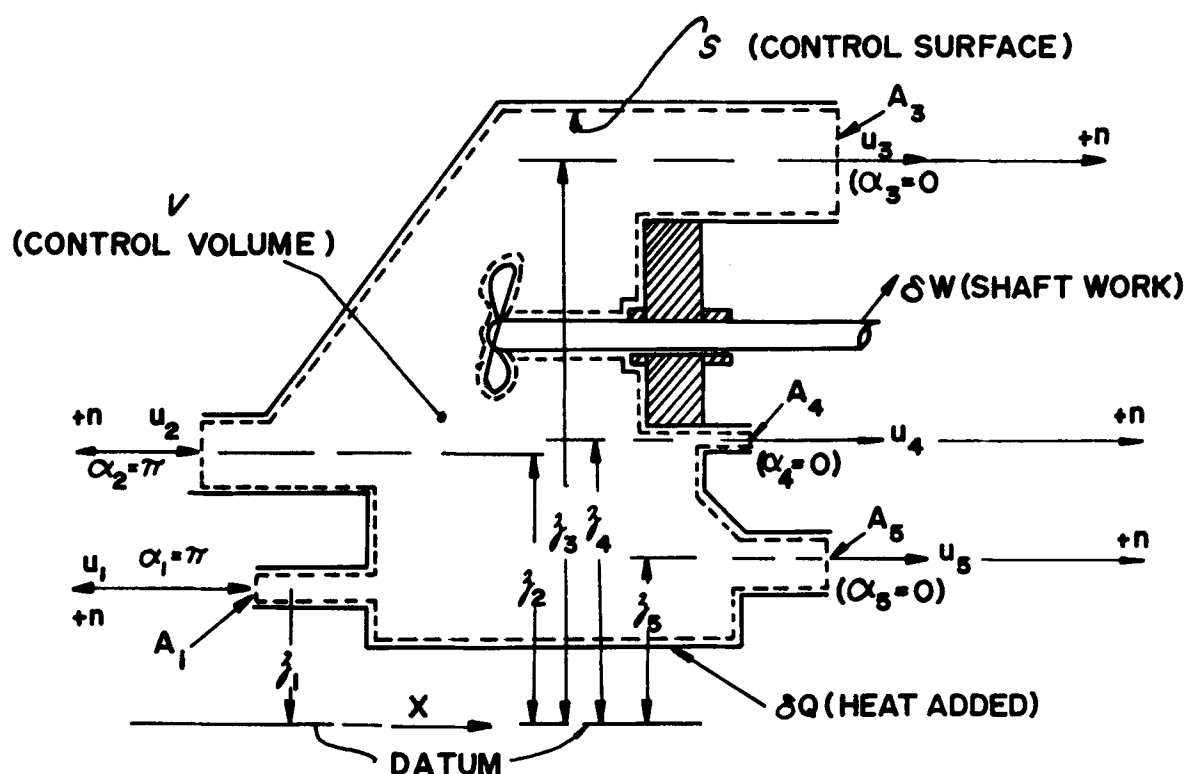 S (CONTROL SURFACE)
A3
u3
+n
(α3=0
V
(CONTROL VOLUME)
δW (SHAFT WORK)
+n u2
α2=π
A4
u4
+n
(α4=0)
z3
z4
A5
u5
+n
(α5=0)
u1
α1=π
+n
z2
z5
A1
z1
X
δQ (HEAT ADDED)
DATUM